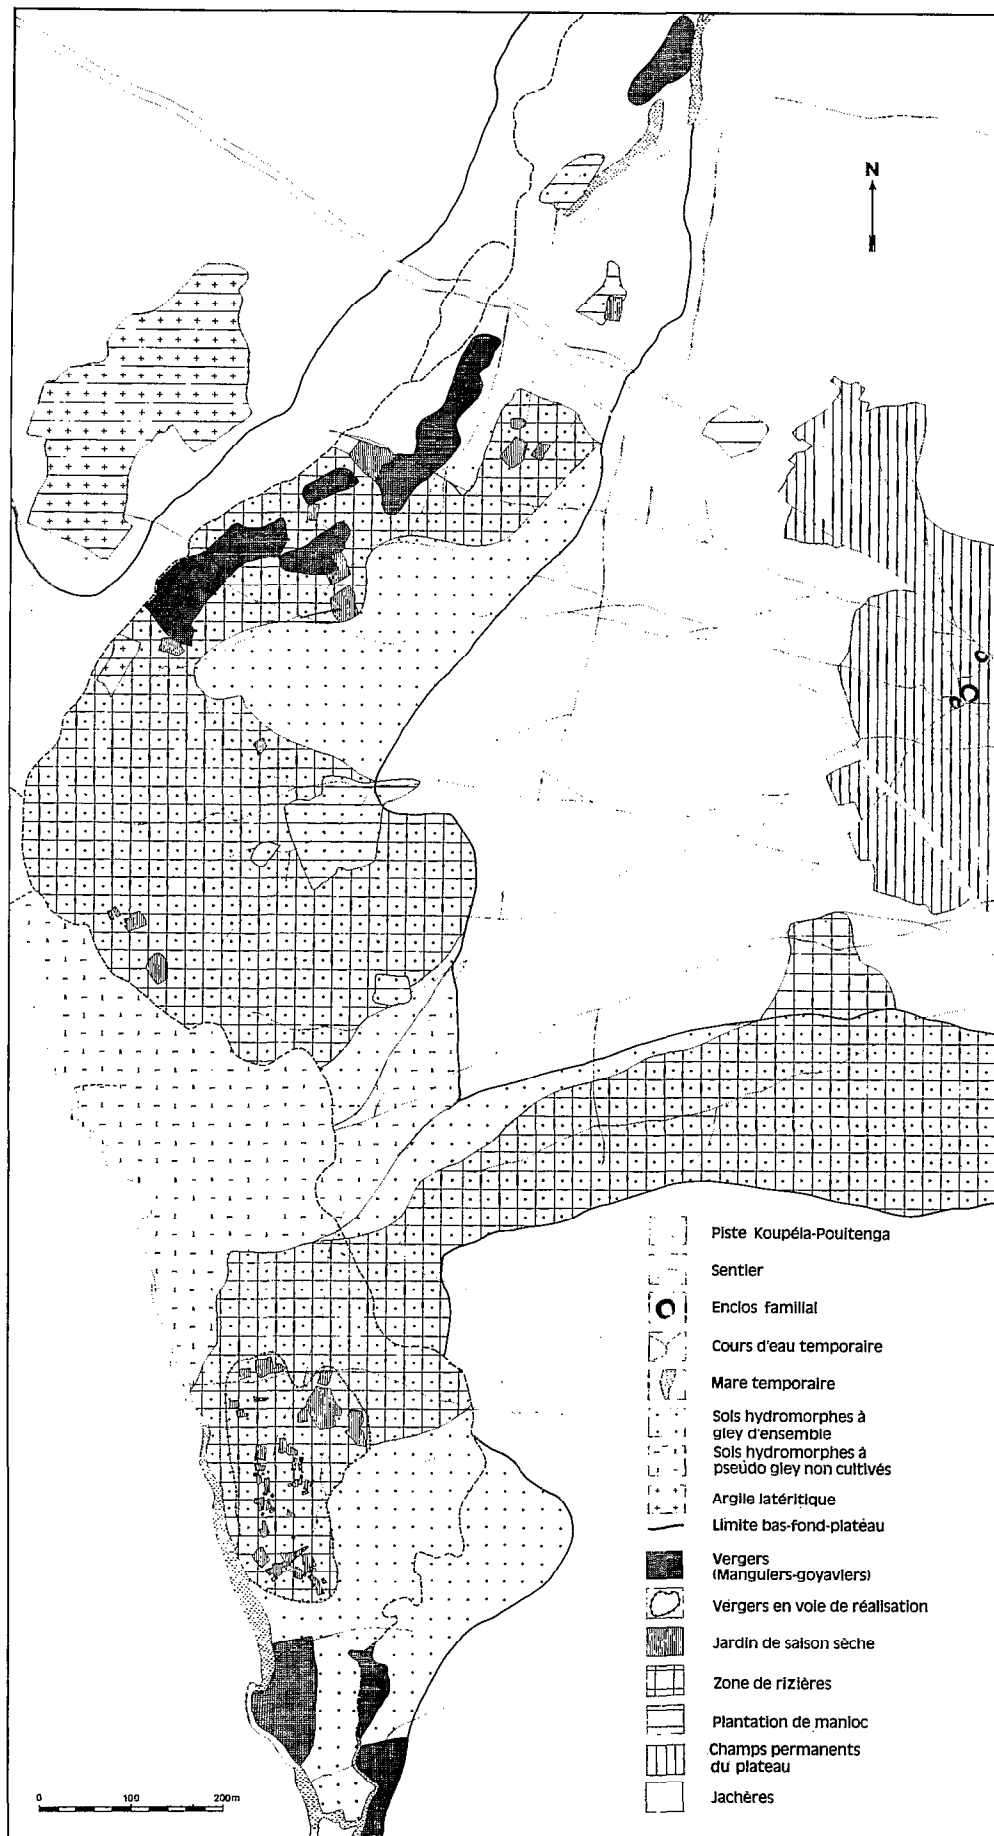 N
Piste Koupéla-Pouitenga
Sentier
Enclos familial
Cours d'eau temporaire
Mare temporaire
Sols hydromorphes à
gley d'ensemble
Sols hydromorphes à
pseudo gley non cultivés
Argile latéritique
Limite bas-fond-plateau
Vergers
(Manguiers-goyaviers)
Vergers en voie de réalisation
Jardin de saison sèche
Zone de rizières
Plantation de manioc
Champs permanents
du plateau
Jachères
0 100 200m